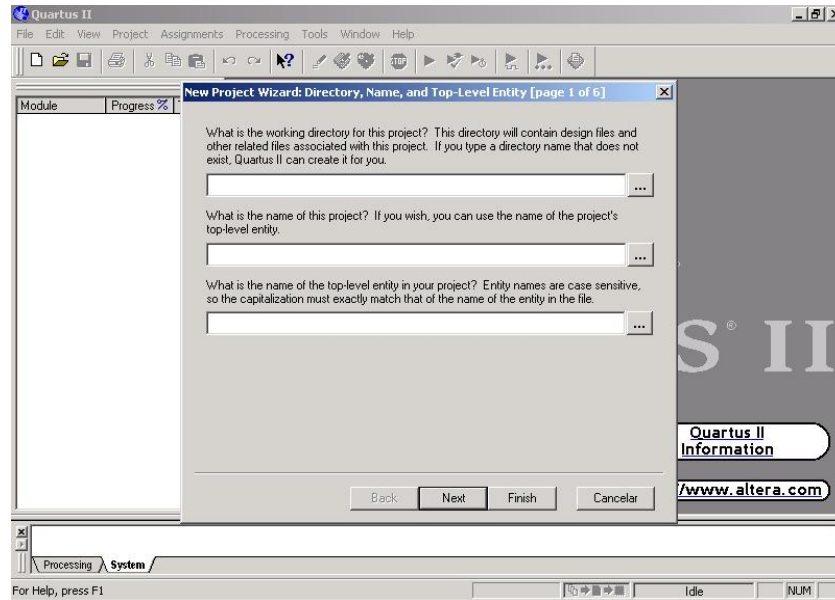 Quartus II
File Edit View Project Assignments Processing Tools Window Help
STOP
Module Progress %
New Project Wizard: Directory, Name, and Top-Level Entity [page 1 of 6]
What is the working directory for this project? This directory will contain design files and
other related files associated with this project. If you type a directory name that does not
exist, Quartus II can create it for you.
...
What is the name of this project? If you wish, you can use the name of the project's
top-level entity.
...
What is the name of the top-level entity in your project? Entity names are case sensitive,
so the capitalization must exactly match that of the name of the entity in the file.
...
S® II
Quartus II
Information
/www.altera.com
Back Next Finish Cancelar
Processing System
For Help, press F1
Idle NUM